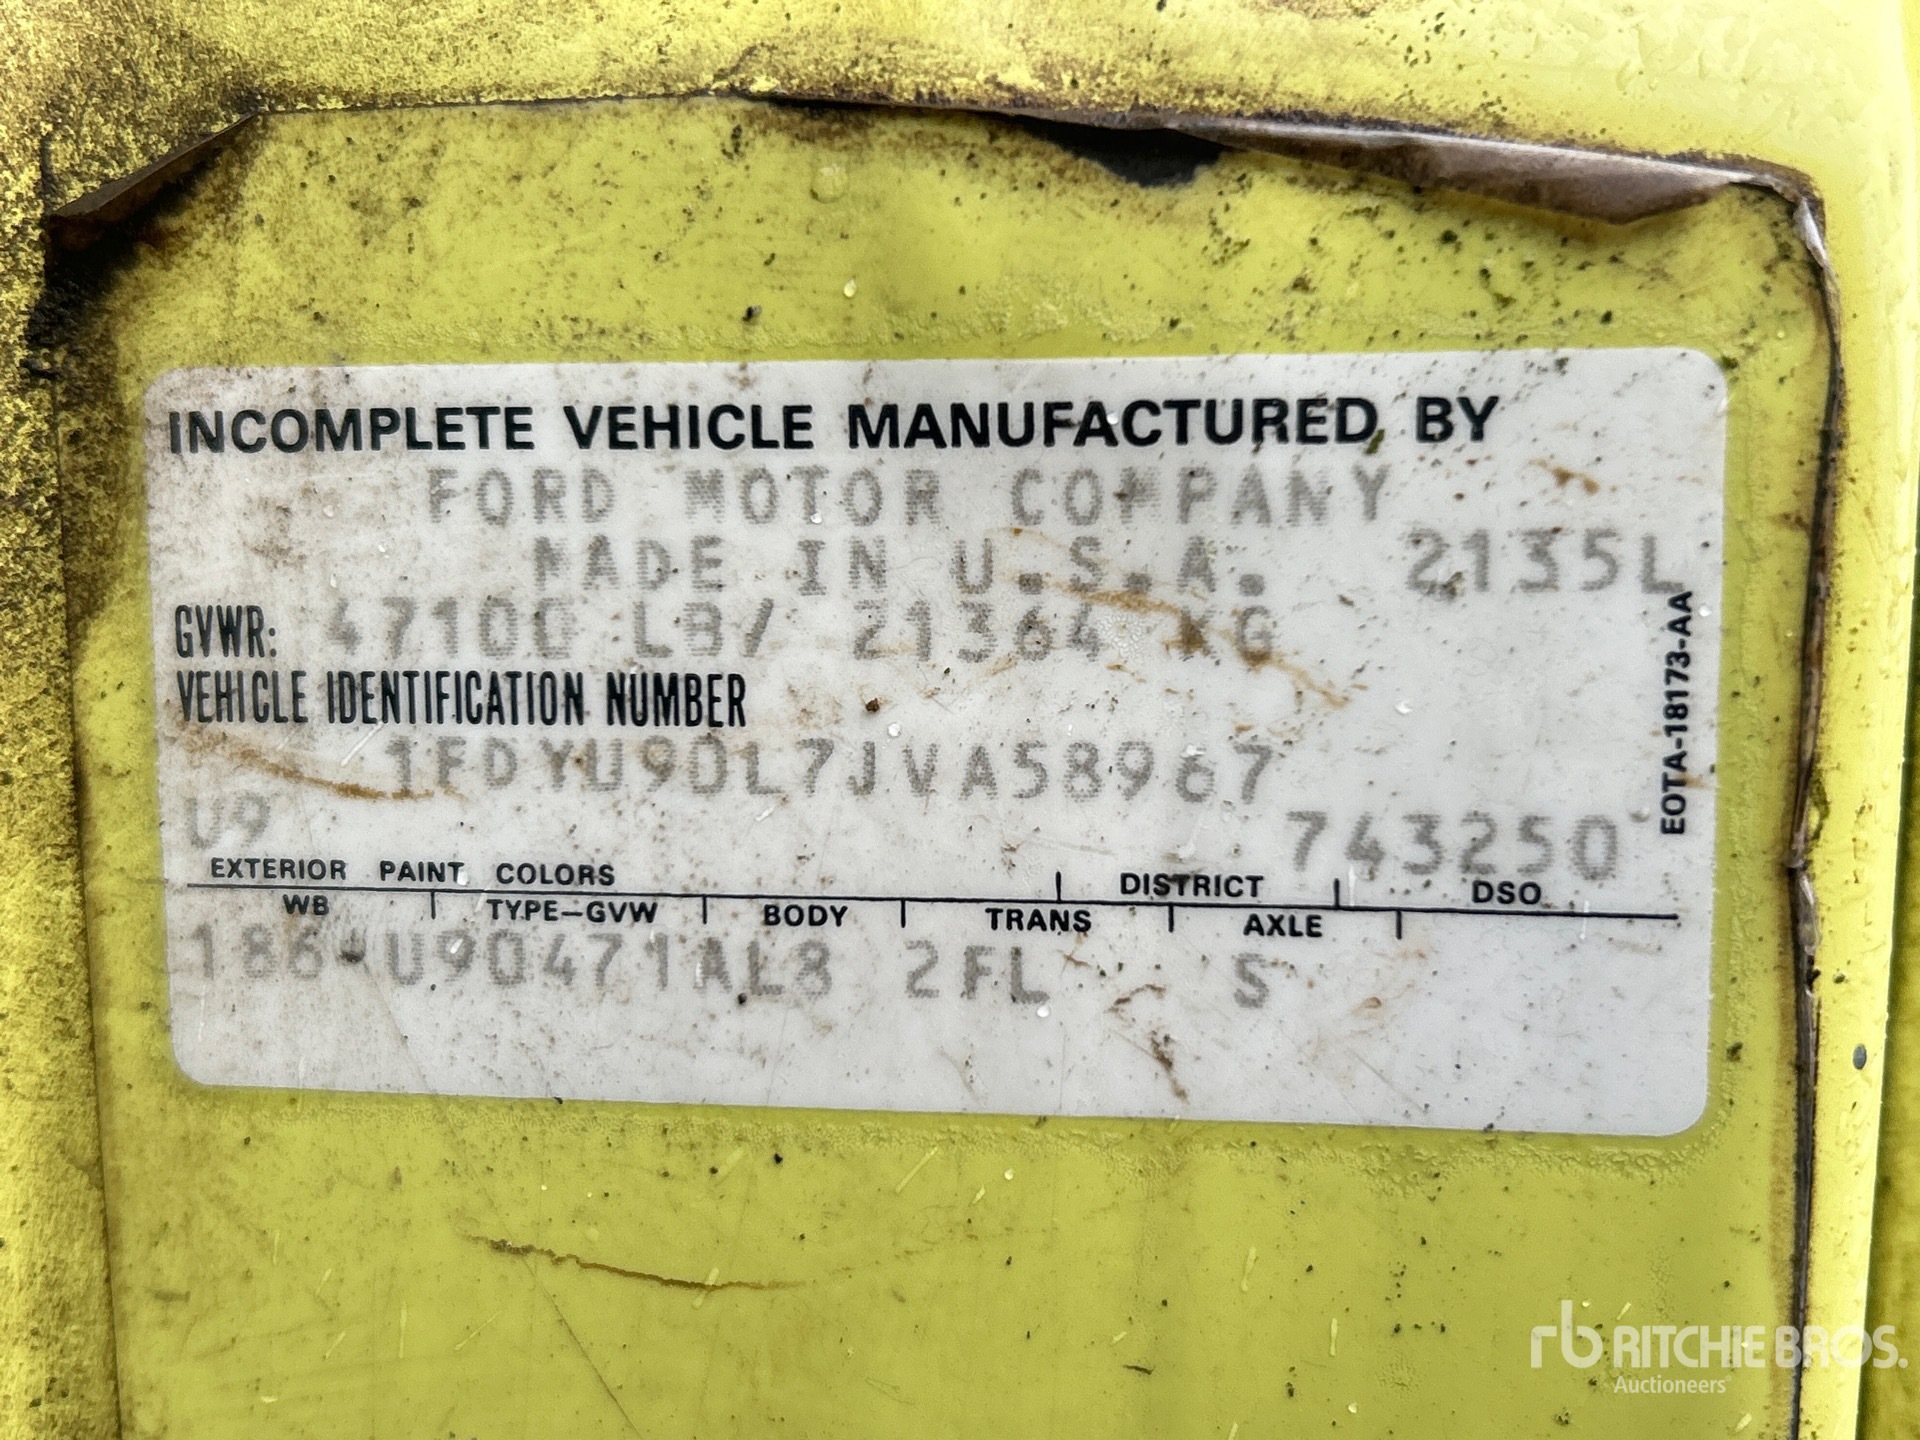 INCOMPLETE VEHICLE MANUFACTURED BY
FORD MOTOR COMPANY
MADE IN U.S.A. 2135L
GVWR: 47100 LB/ 21364 KG
VEHICLE IDENTIFICATION NUMBER
1FDYU90L7JVA58967
U9 743250
EXTERIOR PAINT COLORS DISTRICT DSO
WB TYPE-GVW BODY TRANS AXLE
186 U90471AL8 2FL S
EOTA-18173-AA
rb RITCHIE BROS.
Auctioneers